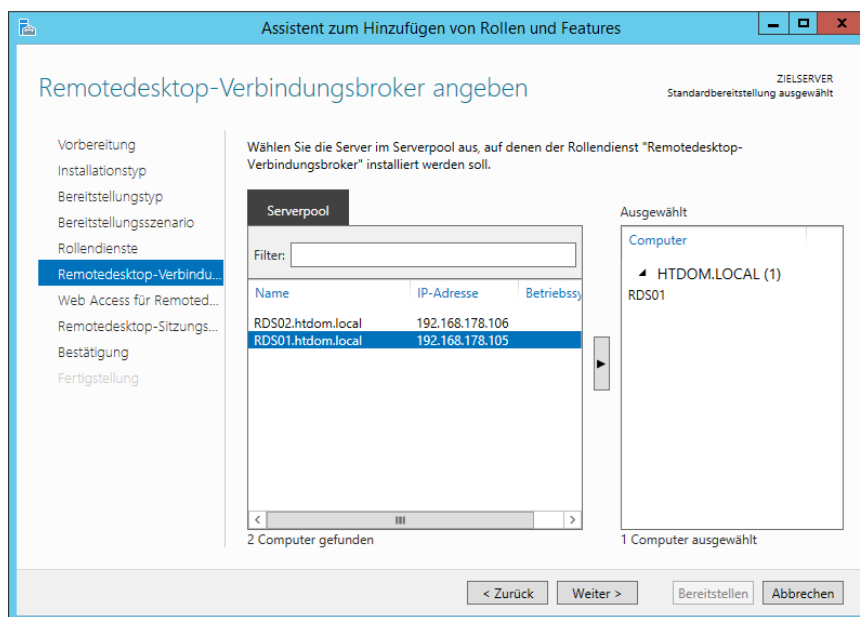 Assistent zum Hinzufügen von Rollen und Features
Remotedesktop-Verbindungsbroker angeben
ZIELSERVER
Standardbereitstellung ausgewählt
Vorbereitung
Installationstyp
Bereitstellungstyp
Bereitstellungsszenario
Rollendienste
Remotedesktop-Verbindu...
Web Access für Remoted...
Remotedesktop-Sitzungs...
Bestätigung
Fertigstellung
Wählen Sie die Server im Serverpool aus, auf denen der Rollendienst "Remotedesktop-
Verbindungsbroker" installiert werden soll.
Serverpool
Filter:
Name IP-Adresse Betriebssy
RDS02.htdom.local 192.168.178.106
RDS01.htdom.local 192.168.178.105
2 Computer gefunden
Ausgewählt
Computer
HTDOM.LOCAL (1)
RDS01
1 Computer ausgewählt
< Zurück Weiter > Bereitstellen Abbrechen